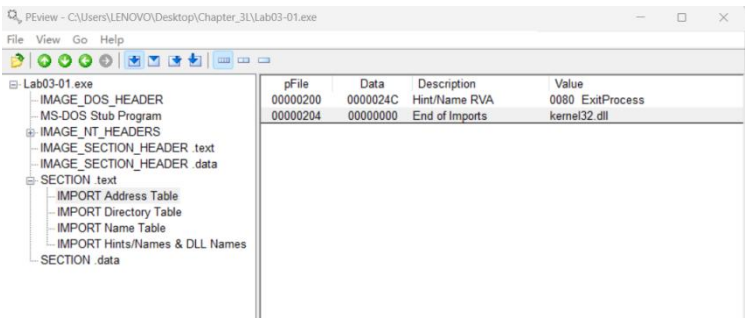 PEview - C:\Users\LENOVO\Desktop\Chapter_3L\Lab03-01.exe
File View Go Help
Lab03-01.exe
IMAGE_DOS_HEADER
MS-DOS Stub Program
IMAGE_NT_HEADERS
IMAGE_SECTION_HEADER .text
IMAGE_SECTION_HEADER .data
SECTION .text
IMPORT Address Table
IMPORT Directory Table
IMPORT Name Table
IMPORT Hints/Names & DLL Names
SECTION .data
pFile Data Description Value
00000200 0000024C Hint/Name RVA 0080 ExitProcess
00000204 00000000 End of Imports kernel32.dll